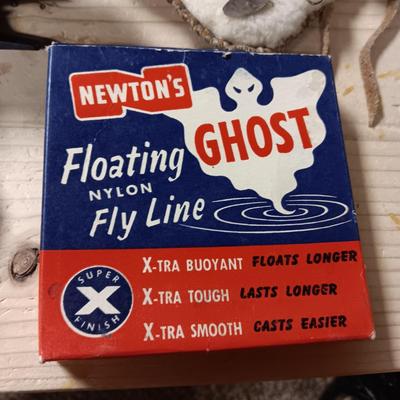 NEWTON'S
GHOST
Floating
NYLON
Fly Line
SUPER
X
FINISH
X-TRA BUOYANT FLOATS LONGER
X-TRA TOUGH LASTS LONGER
X-TRA SMOOTH CASTS EASIER